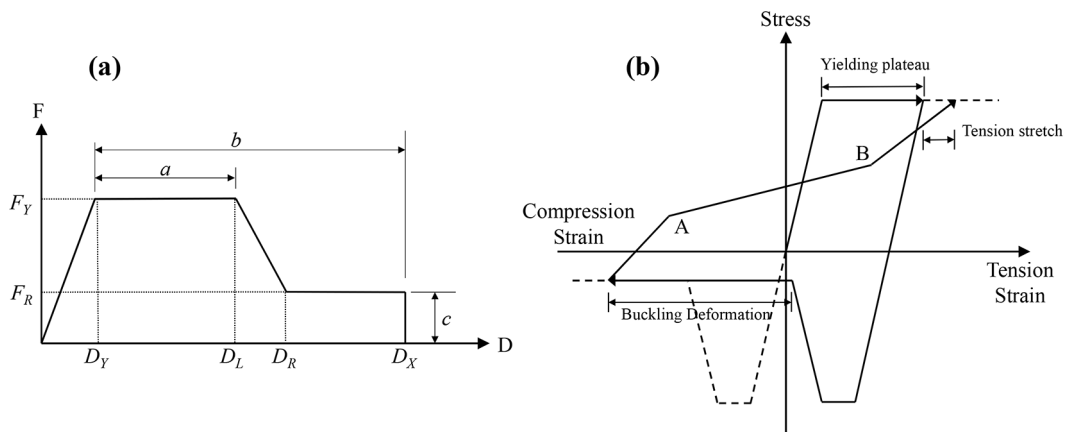 (a)
F
b
a
F_Y
F_R
c
D_Y
D_L
D_R
D_X
D
(b)
Stress
Yielding plateau
Tension stretch
B
Compression
Strain
A
Tension
Strain
Buckling Deformation